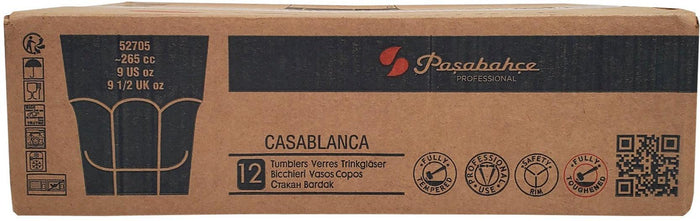 52705
~265 cc
9 US oz
9 1/2 UK oz
Paşabahçe
PROFESSIONAL
CASABLANCA
12
Tumblers Verres Trinkgläser
Bicchieri Vasos Copos
Стакан Bardak
FULLY
TEMPERED
PROFESSIONAL
USE
SAFETY
RIM
FULLY
TOUGHENED